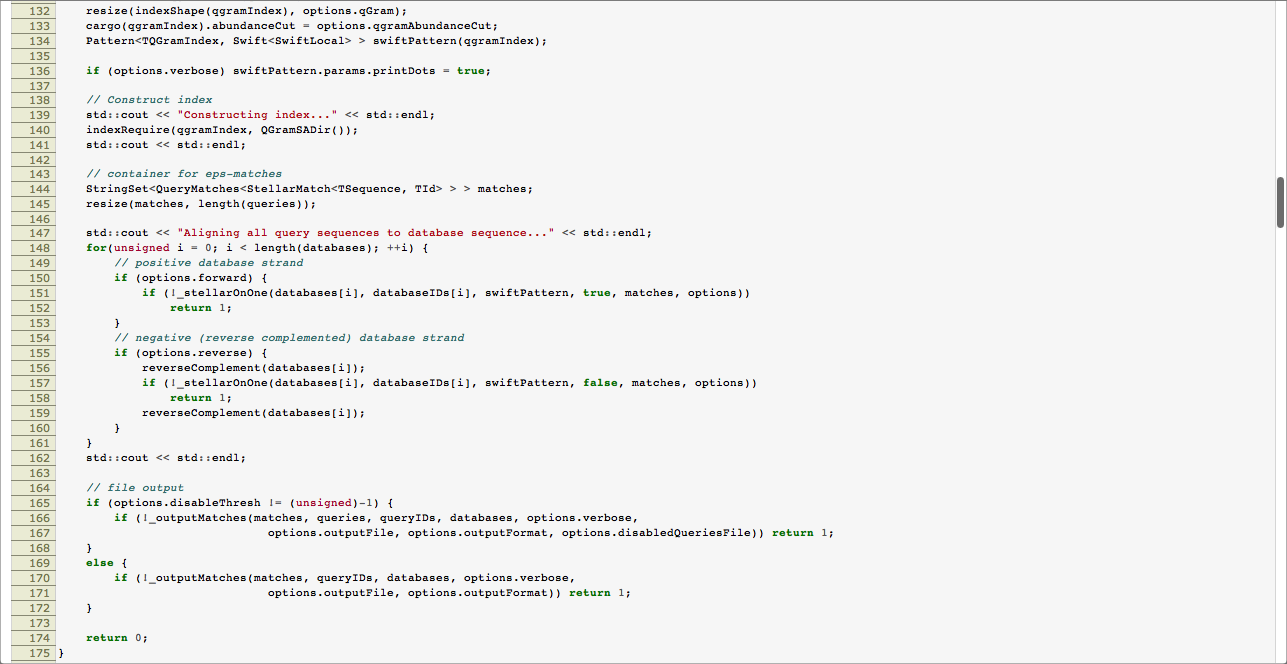 132 resize(indexShape(qgramIndex), options.qGram);
133 cargo(qgramIndex).abundanceCut = options.qgramAbundanceCut;
134 Pattern<TQGramIndex, Swift<SwiftLocal> > swiftPattern(qgramIndex);
135
136 if (options.verbose) swiftPattern.params.printDots = true;
137
138 // Construct index
139 std::cout << "Constructing index..." << std::endl;
140 indexRequire(qgramIndex, QGramSADir());
141 std::cout << std::endl;
142
143 // container for eps-matches
144 StringSet<QueryMatches<StellarMatch<TSequence, TId> > > matches;
145 resize(matches, length(queries));
146
147 std::cout << "Aligning all query sequences to database sequence..." << std::endl;
148 for(unsigned i = 0; i < length(databases); ++i) {
149 // positive database strand
150 if (options.forward) {
151 if (!_stellarOnOne(databases[i], databaseIDs[i], swiftPattern, true, matches, options))
152 return 1;
153 }
154 // negative (reverse complemented) database strand
155 if (options.reverse) {
156 reverseComplement(databases[i]);
157 if (!_stellarOnOne(databases[i], databaseIDs[i], swiftPattern, false, matches, options))
158 return 1;
159 reverseComplement(databases[i]);
160 }
161 }
162 std::cout << std::endl;
163
164 // file output
165 if (options.disableThresh != (unsigned)-1) {
166 if (!_outputMatches(matches, queries, queryIDs, databases, options.verbose,
167 options.outputFile, options.outputFormat, options.disabledQueriesFile)) return 1;
168 }
169 else {
170 if (!_outputMatches(matches, queryIDs, databases, options.verbose,
171 options.outputFile, options.outputFormat)) return 1;
172 }
173
174 return 0;
175 }